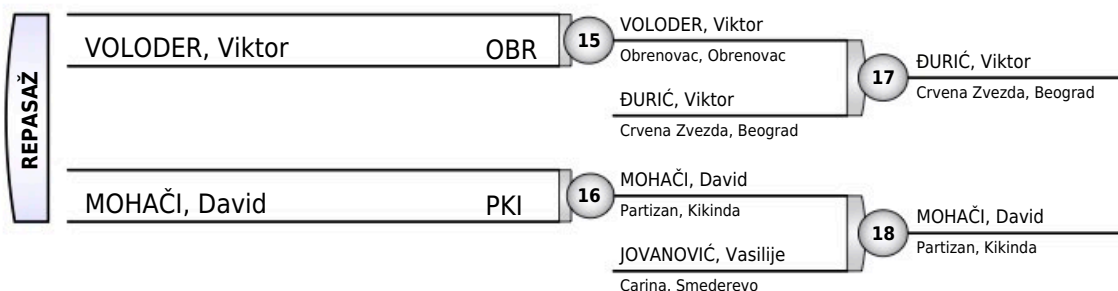 REPASAŽ
VOLODER, Viktor OBR
15
VOLODER, Viktor
Obrenovac, Obrenovac
ĐURIĆ, Viktor
Crvena Zvezda, Beograd
17
ĐURIĆ, Viktor
Crvena Zvezda, Beograd
MOHAČI, David PKI
16
MOHAČI, David
Partizan, Kikinda
JOVANOVIĆ, Vasilije
Carina, Smederevo
18
MOHAČI, David
Partizan, Kikinda